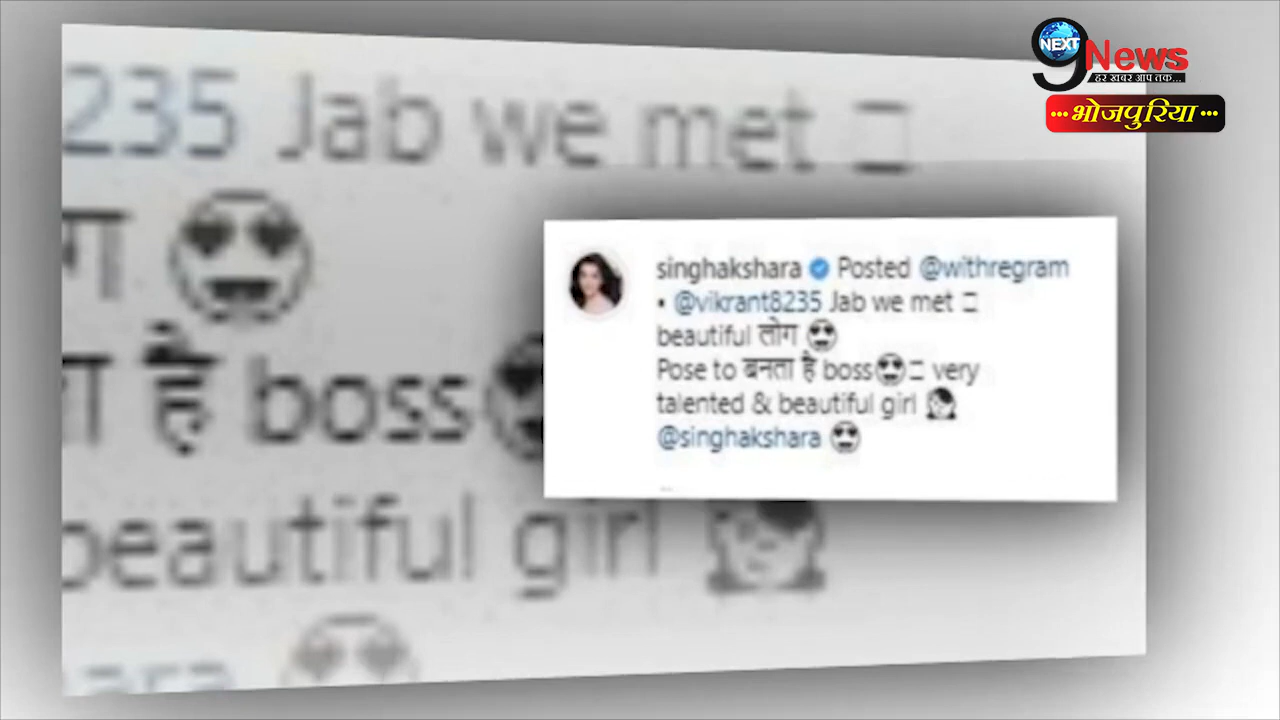 9
NEXT
News
हर खबर आप तक...
•••भोजपुरिया•••
235 Jab we met □
ग 😍
ा है boss😍
beautiful girl
singhakshara Posted @withregram
• @vikrant8235 Jab we met □
beautiful लोग 😍
Pose to बनता है boss😍□ very
talented & beautiful girl
@singhakshara 😍